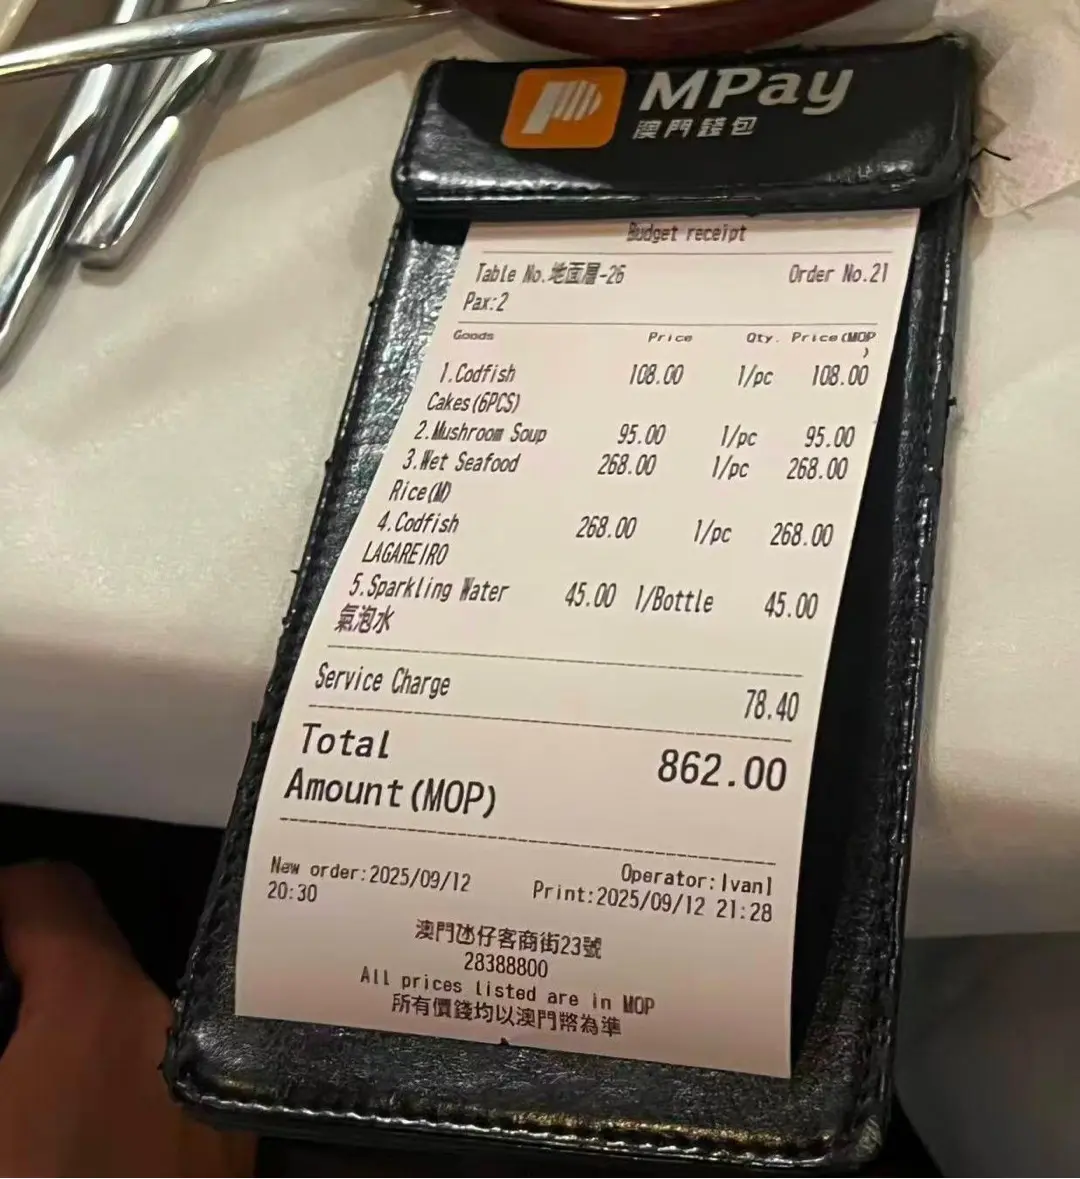 MPay
澳門錢包
Budget receipt
Table No.地面層-26 Order No.21
Pax:2
Goods Price Qty. Price(MOP
)
1.Codfish 108.00 1/pc 108.00
Cakes(6PCS)
2.Mushroom Soup 95.00 1/pc 95.00
3.Wet Seafood 268.00 1/pc 268.00
Rice(M)
4.Codfish 268.00 1/pc 268.00
LAGAREIRO
5.Sparkling Water 45.00 1/Bottle 45.00
氣泡水
Service Charge 78.40
Total 862.00
Amount(MOP)
Operator:Ivan1
New order:2025/09/12 Print:2025/09/12 21:28
20:30
澳門氹仔客商街23號
28388800
All prices listed are in MOP
所有價錢均以澳門幣為準